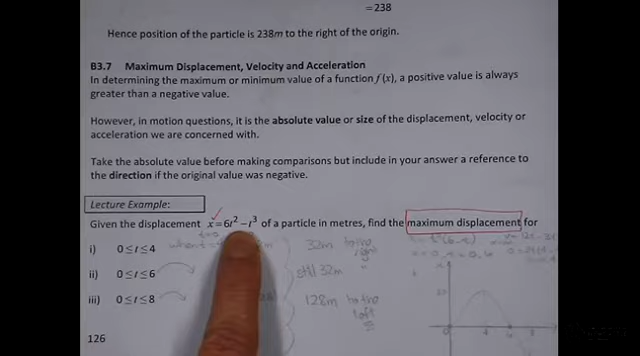 =238
Hence position of the particle is 238m to the right of the origin.
B3.7 Maximum Displacement, Velocity and Acceleration
In determining the maximum or minimum value of a function f(x), a positive value is always
greater than a negative value.
However, in motion questions, it is the absolute value or size of the displacement, velocity or
acceleration we are concerned with.
Take the absolute value before making comparisons but include in your answer a reference to
the direction if the original value was negative.
Lecture Example:
Given the displacement x = 6t² − t³ of a particle in metres, find the maximum displacement for
i) 0 ≤ t ≤ 4 when t= 32m to the right
ii) 0 ≤ t ≤ 6 still 32m "
iii) 0 ≤ t ≤ 8 128m to the left
126